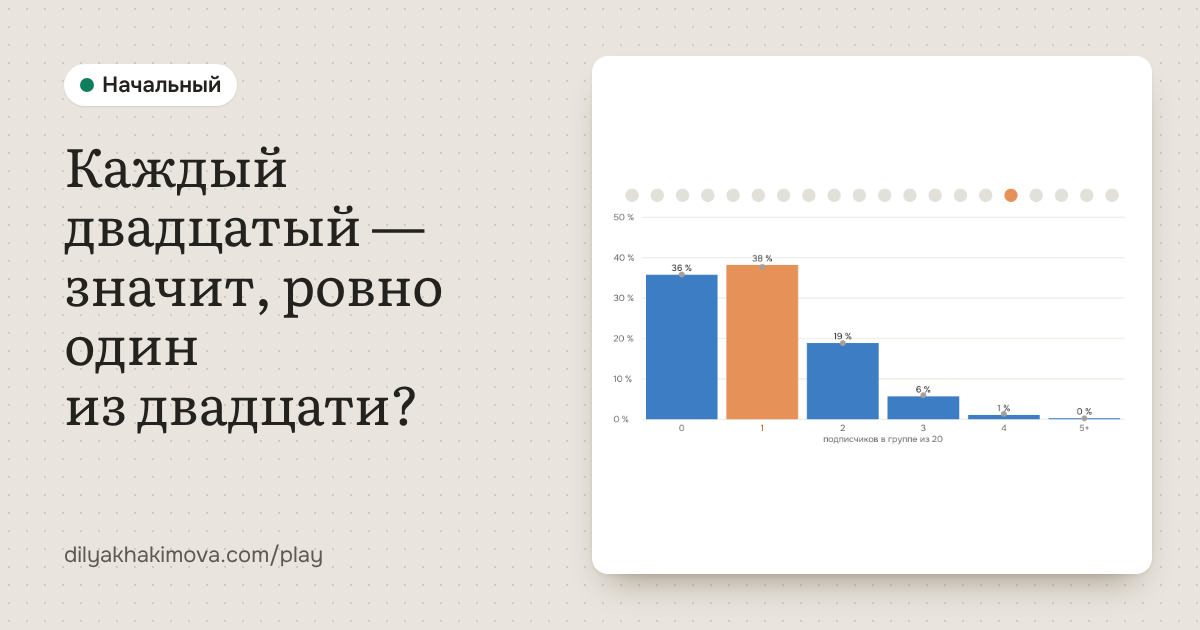 Начальный
Каждый
двадцатый —
значит, ровно
один
из двадцати?
dilyakhakimova.com/play
50 %
40 %
30 %
20 %
10 %
0 %
36 %
38 %
19 %
6 %
1 %
0 %
0
1
2
3
4
5+
подписчиков в группе из 20